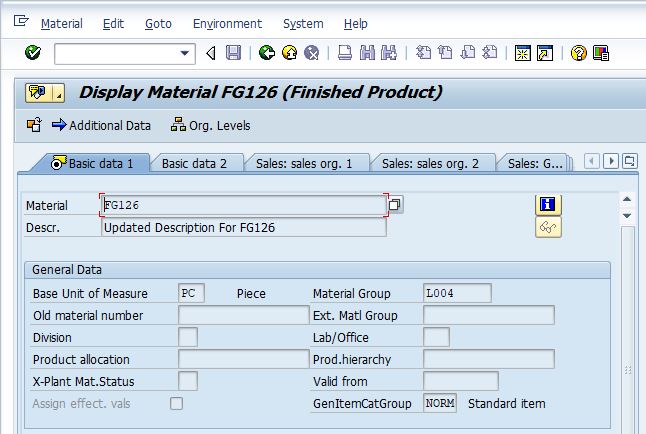 Material Edit Goto Environment System Help
Display Material FG126 (Finished Product)
Additional Data Org. Levels
Basic data 1 Basic data 2 Sales: sales org. 1 Sales: sales org. 2 Sales: G...
Material FG126
Descr. Updated Description For FG126
General Data
Base Unit of Measure PC Piece Material Group L004
Old material number Ext. Matl Group
Division Lab/Office
Product allocation Prod.hierarchy
X-Plant Mat.Status Valid from
Assign effect. vals GenItemCatGroup NORM Standard item